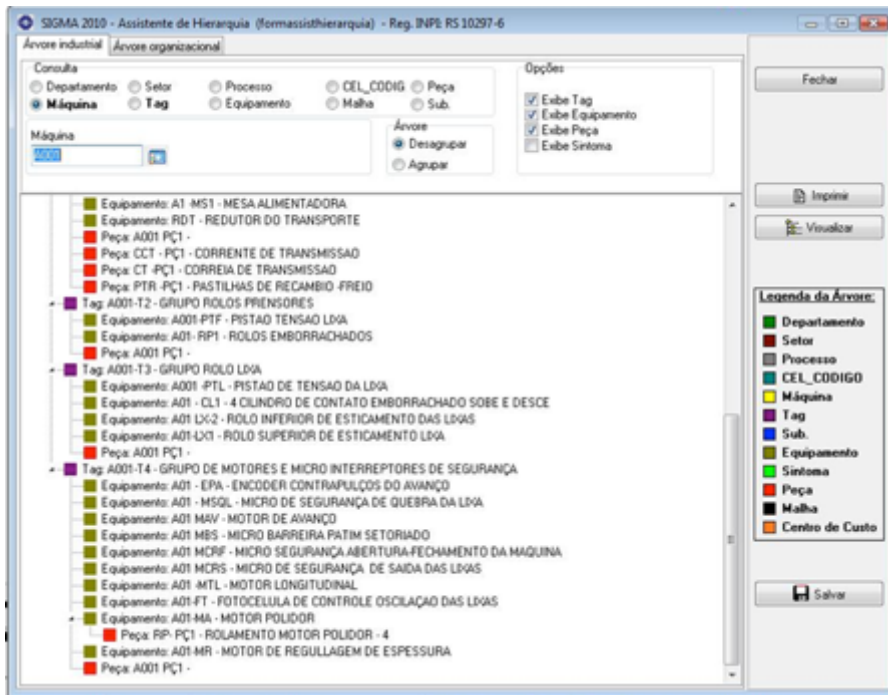 SIGMA 2010 - Assistente de Hierarquia (formassisthierarquia) - Reg. INPI: RS 10297-6
Árvore industrial Árvore organizacional
Consulta
Departamento Setor Processo CEL_CODIG Peça
Máquina Tag Equipamento Malha Sub.
Opções
Exibe Tag
Exibe Equipamento
Exibe Peça
Exibe Sintoma
Máquina
A001
Árvore
Desagrupar
Agrupar
Fechar
Imprimir
Visualizar
Equipamento: A1 -MS1 - MESA ALIMENTADORA
Equipamento: RDT - REDUTOR DO TRANSPORTE
Peça: A001 PÇ1 -
Peça: CCT - PÇ1 - CORRENTE DE TRANSMISSAO
Peça: CT -PÇ1 - CORREIA DE TRANSMISSAO
Peça: PTR -PÇ1 - PASTILHAS DE RECAMBIO -FREIO
Tag: A001-T2 - GRUPO ROLOS PRENSORES
Equipamento: A001-PTF - PISTAO TENSAO LIXA
Equipamento: A01- RP1 - ROLOS EMBORRACHADOS
Peça: A001 PÇ1 -
Tag: A001-T3 - GRUPO ROLO LIXA
Equipamento: A001 -PTL - PISTAO DE TENSAO DA LIXA
Equipamento: A01 - CL1 - 4 CILINDRO DE CONTATO EMBORRACHADO SOBE E DESCE
Equipamento: A01 LX-2 - ROLO INFERIOR DE ESTICAMENTO DAS LIXAS
Equipamento: A01-LX1 - ROLO SUPERIOR DE ESTICAMENTO LIXA
Peça: A001 PÇ1 -
Tag: A001-T4 - GRUPO DE MOTORES E MICRO INTERREPTORES DE SEGURANÇA
Equipamento: A01 - EPA - ENCODER CONTRAPULÇOS DO AVANÇO
Equipamento: A01 - MSQL - MICRO DE SEGURANÇA DE QUEBRA DA LIXA
Equipamento: A01 MAV - MOTOR DE AVANÇO
Equipamento: A01 MBS - MICRO BARREIRA PATIM SETORIADO
Equipamento: A01 MCRF - MICRO SEGURANÇA ABERTURA-FECHAMENTO DA MAQUINA
Equipamento: A01 MCRS - MICRO DE SEGURANÇA DE SAIDA DAS LIXAS
Equipamento: A01 -MTL - MOTOR LONGITUDINAL
Equipamento: A01-FT - FOTOCELULA DE CONTROLE OSCILAÇAO DAS LIXAS
Equipamento: A01-MA - MOTOR POLIDOR
Peça: RP- PÇ1 - ROLAMENTO MOTOR POLIDOR - 4
Equipamento: A01-MR - MOTOR DE REGULLAGEM DE ESPESSURA
Peça: A001 PÇ1 -
Legenda da Árvore:
Departamento
Setor
Processo
CEL_CODIGO
Máquina
Tag
Sub.
Equipamento
Sintoma
Peça
Malha
Centro de Custo
Salvar